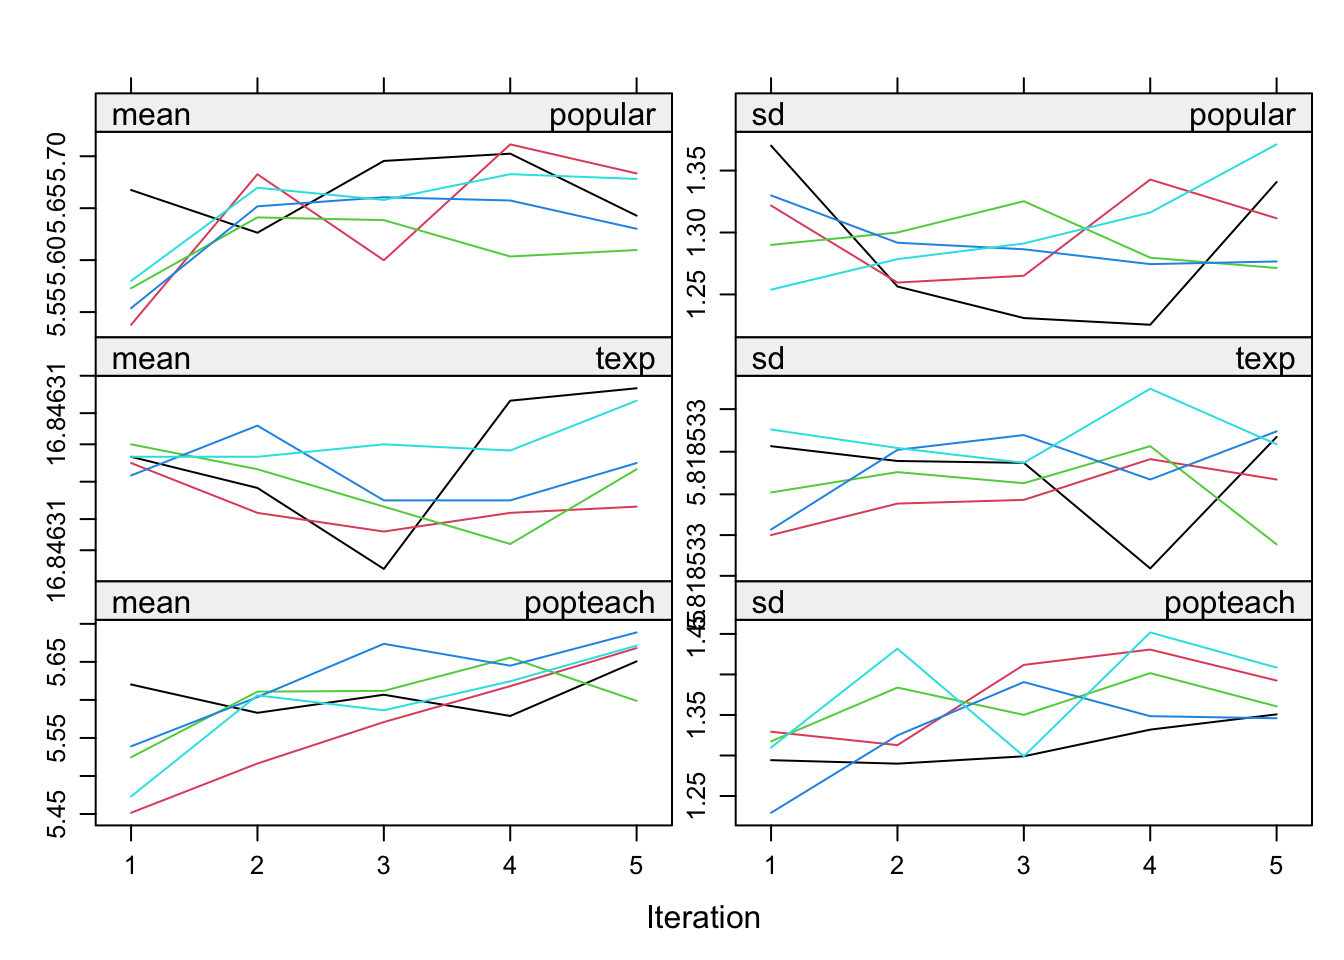 mean popular
sd popular
5.55 5.60 5.65 5.70
1.25 1.30 1.35
mean texp
sd texp
16.84631 16.84631
5.818533 5.818533
mean popteach
sd popteach
5.45 5.55 5.65
1.25 1.35 1.45
1 2 3 4 5
1 2 3 4 5
Iteration